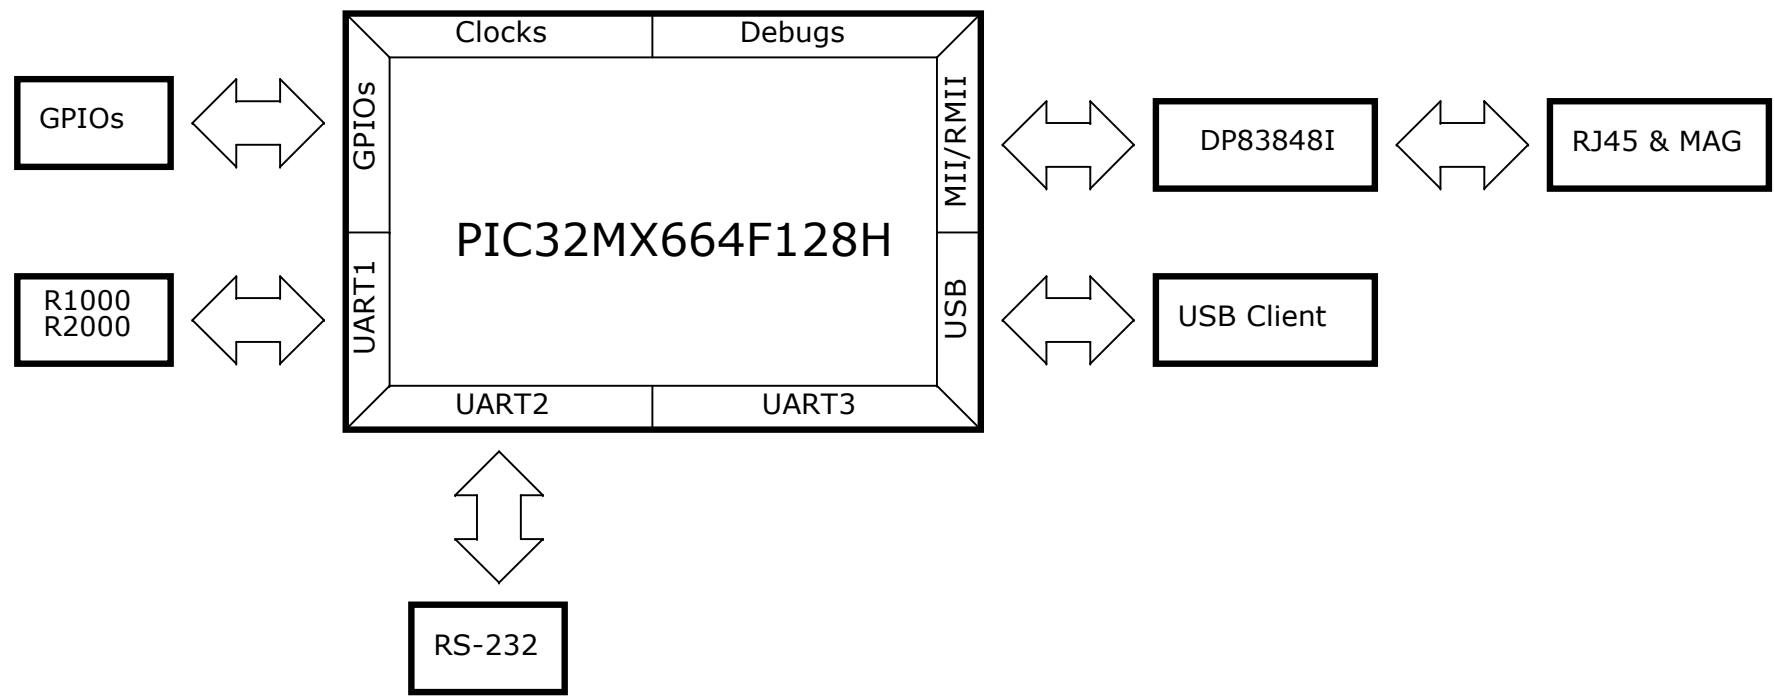 Clocks
Debugs
GPIOs
GPIOs
MII/RMII
DP83848I
RJ45 & MAG
PIC32MX664F128H
R1000
R2000
UART1
USB
USB Client
UART2
UART3
RS-232